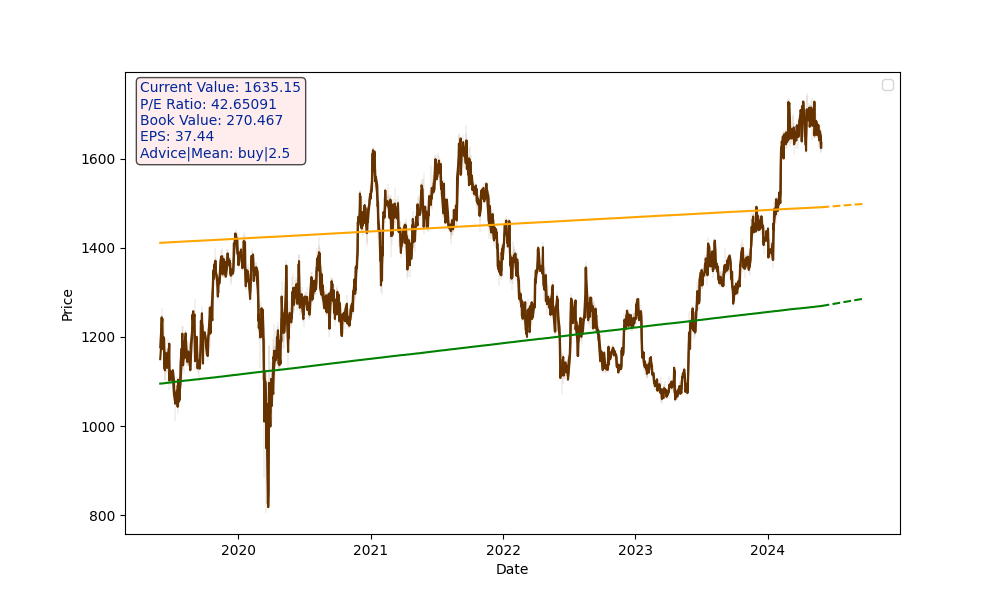 Current Value: 1635.15
P/E Ratio: 42.65091
Book Value: 270.467
EPS: 37.44
Advice|Mean: buy|2.5
1600
1400
1200
1000
800
Price
2020 2021 2022 2023 2024
Date